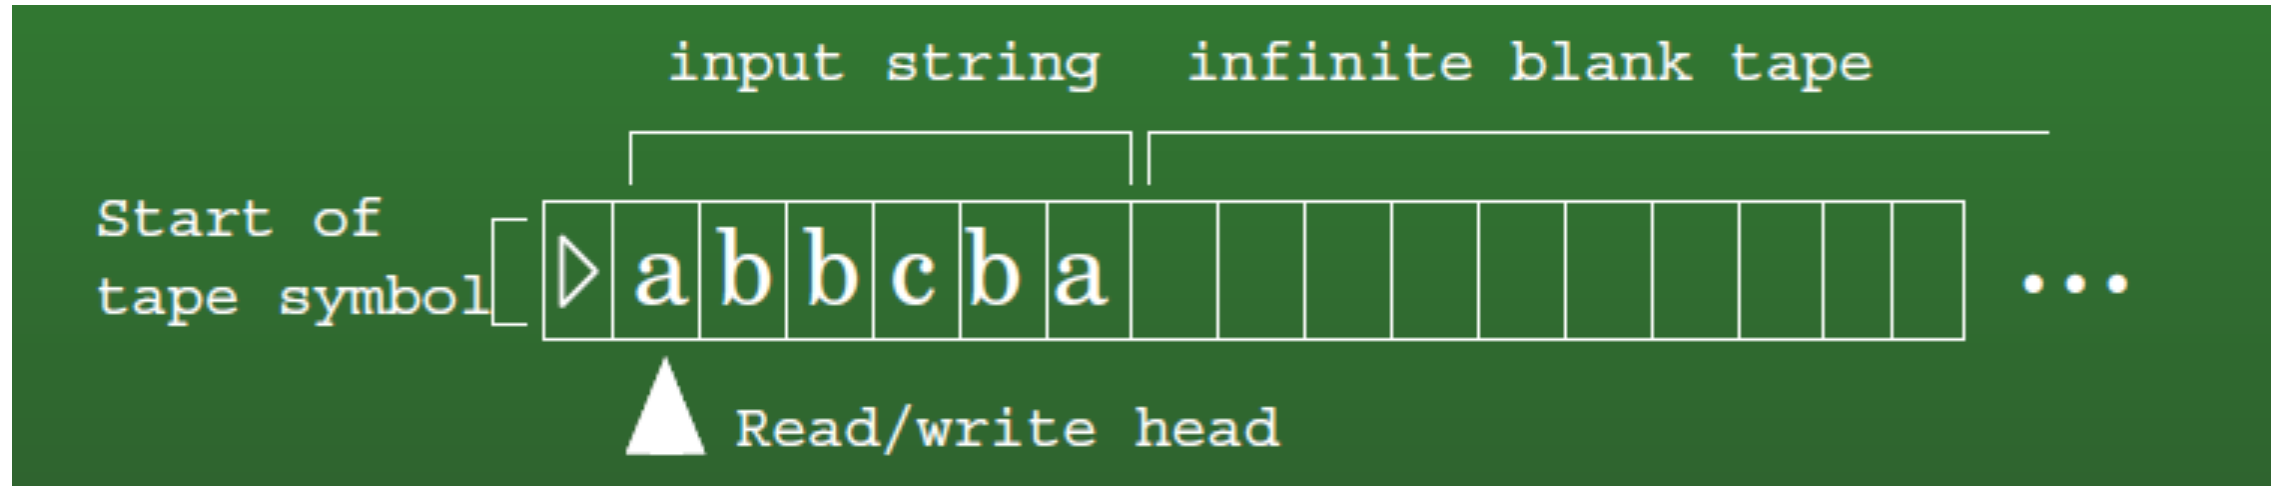 input string infinite blank tape
Start of
tape symbol
▷ a b b c b a ...
Read/write head